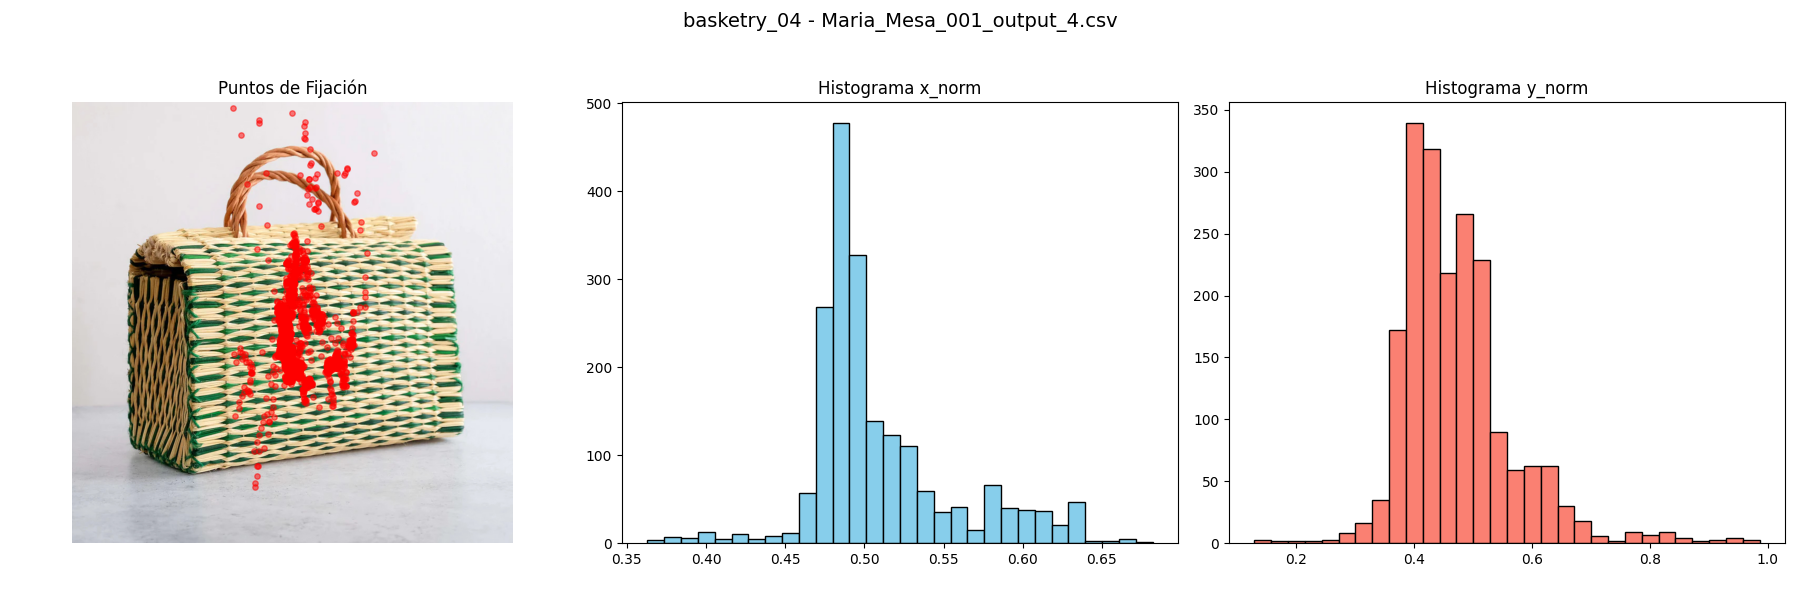 basketry_04 - Maria_Mesa_001_output_4.csv
Puntos de Fijación
Histograma x_norm
Histograma y_norm
500
400
300
200
100
0
0.35 0.40 0.45 0.50 0.55 0.60 0.65
350
300
250
200
150
100
50
0
0.2 0.4 0.6 0.8 1.0